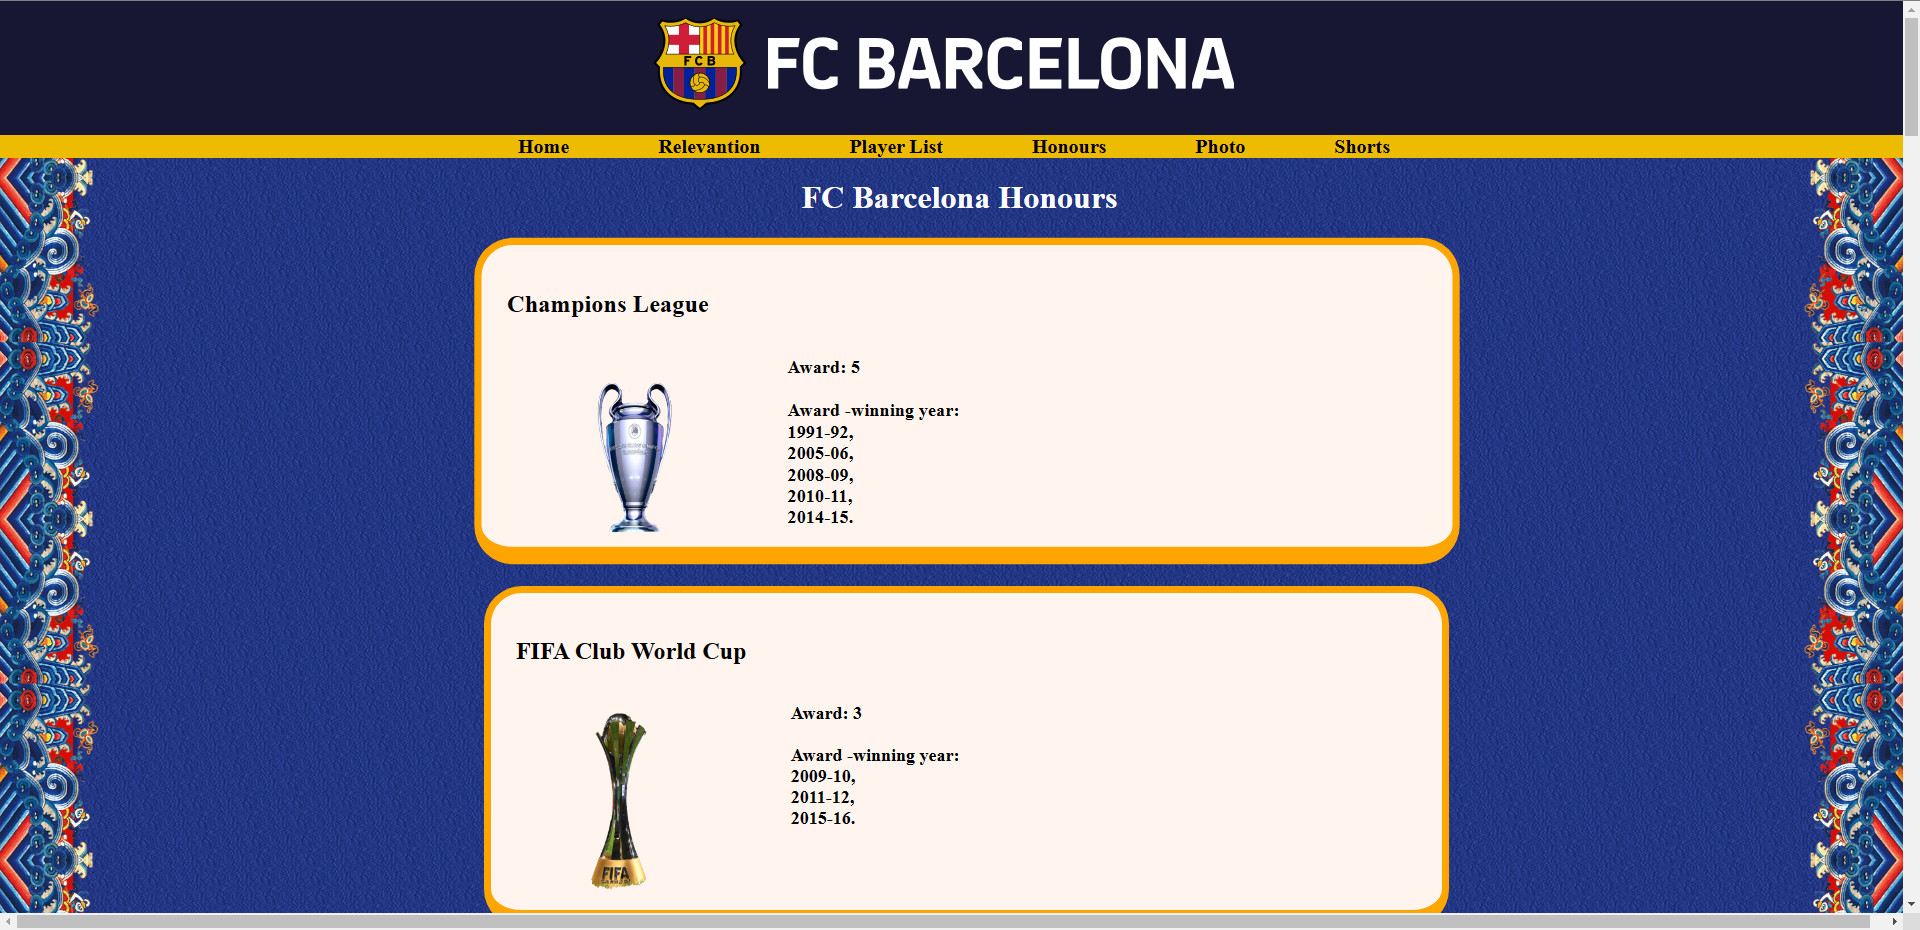 FCB
FC BARCELONA
Home Relevantion Player List Honours Photo Shorts
FC Barcelona Honours
Champions League
Award: 5
Award -winning year:
1991-92,
2005-06,
2008-09,
2010-11,
2014-15.
FIFA Club World Cup
Award: 3
Award -winning year:
2009-10,
2011-12,
2015-16.
FIFA